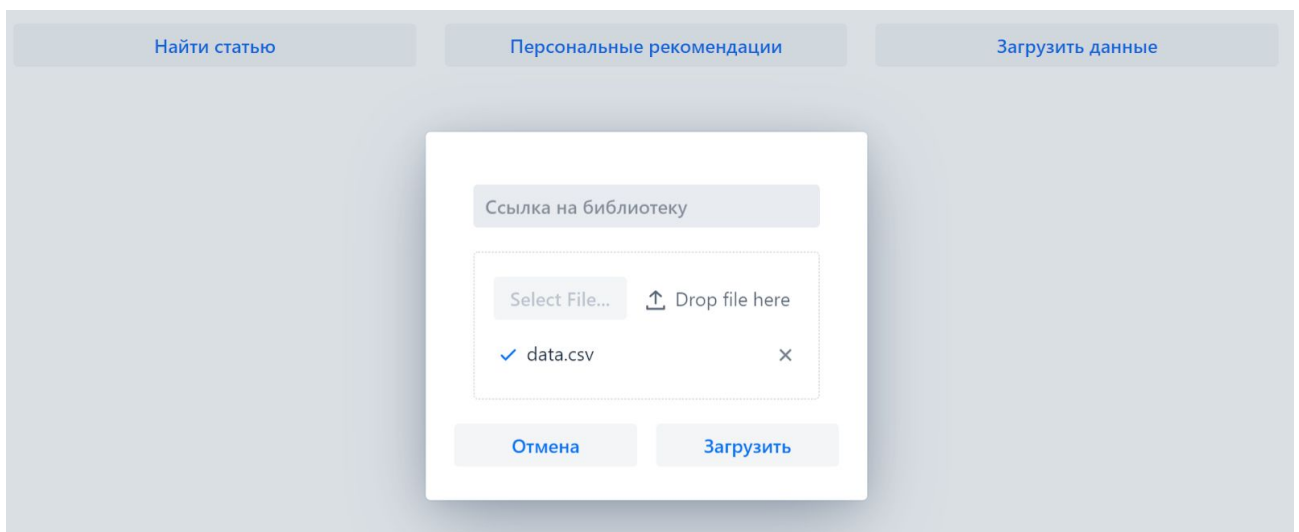 Найти статью
Персональные рекомендации
Загрузить данные
Ссылка на библиотеку
Select File...
Drop file here
data.csv
Отмена
Загрузить